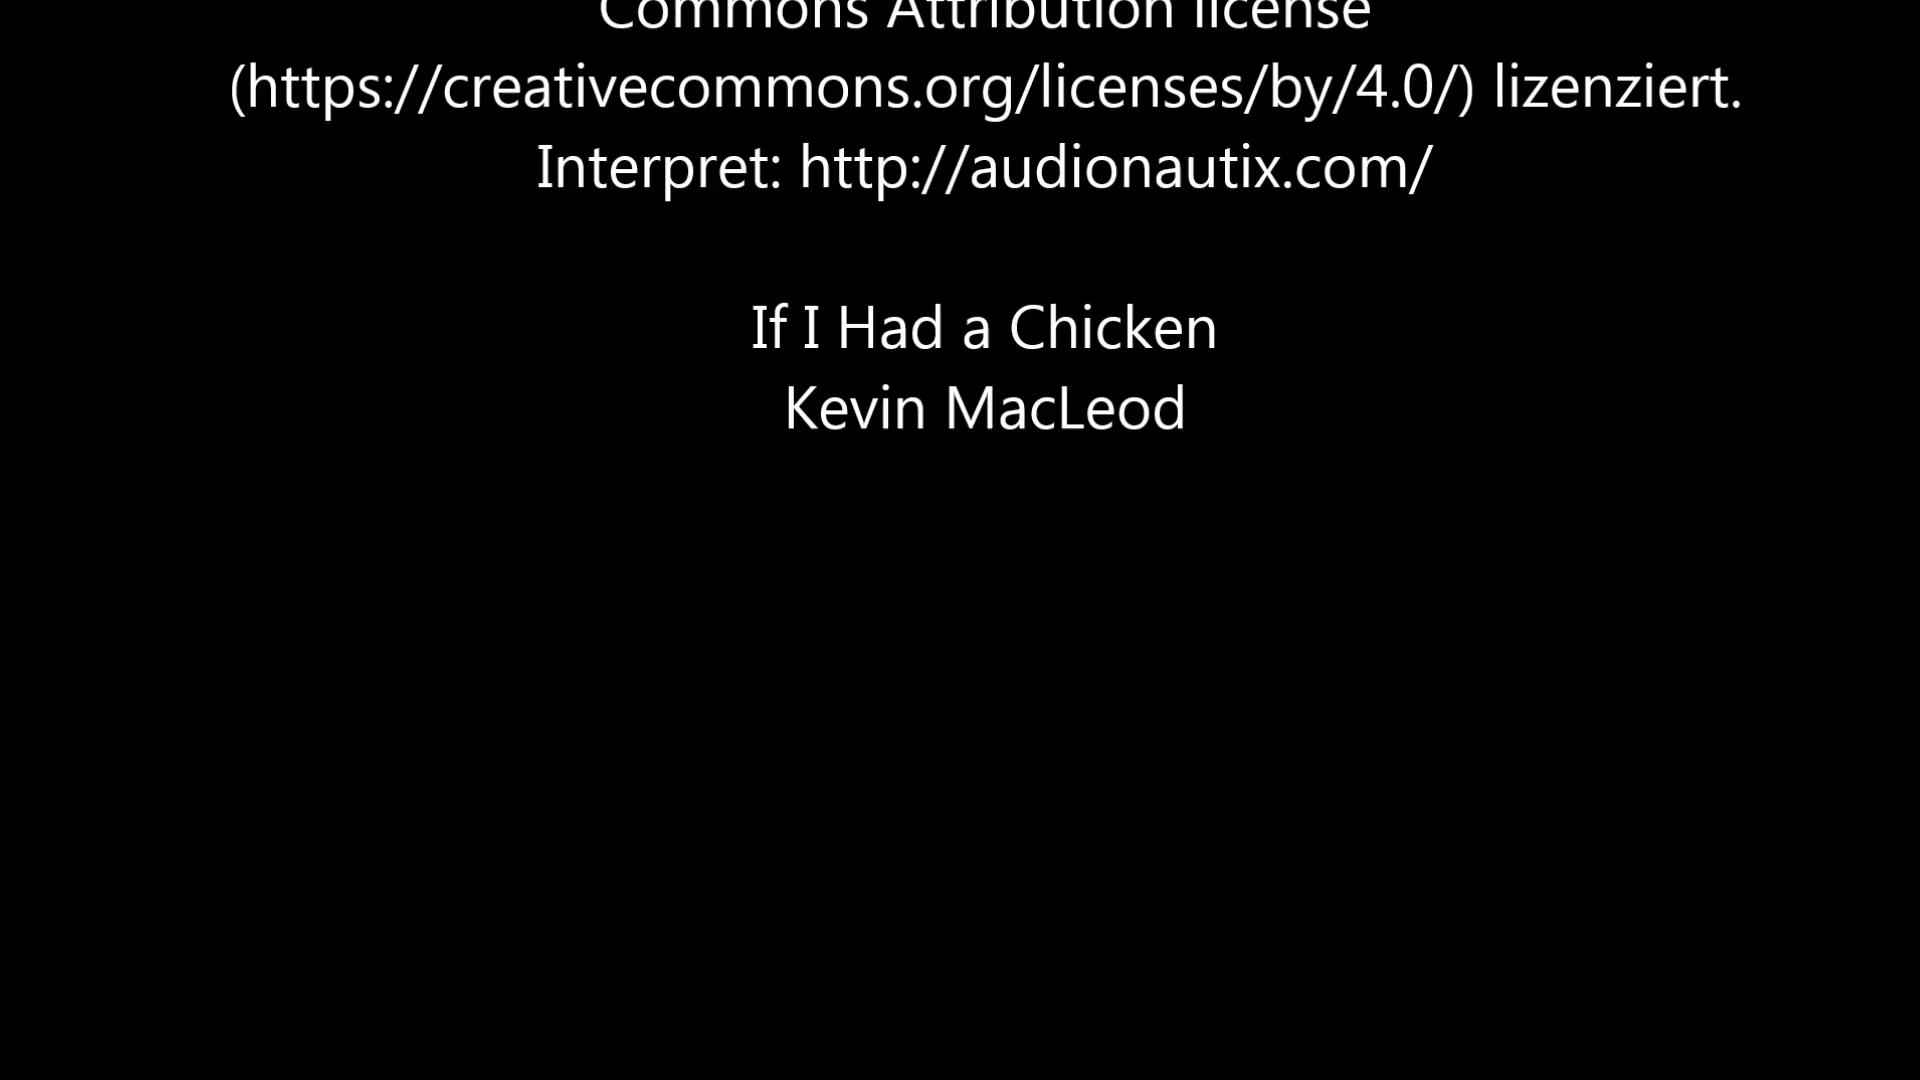 Commons Attribution license
(https://creativecommons.org/licenses/by/4.0/) lizenziert.
Interpret: http://audionautix.com/
If I Had a Chicken
Kevin MacLeod